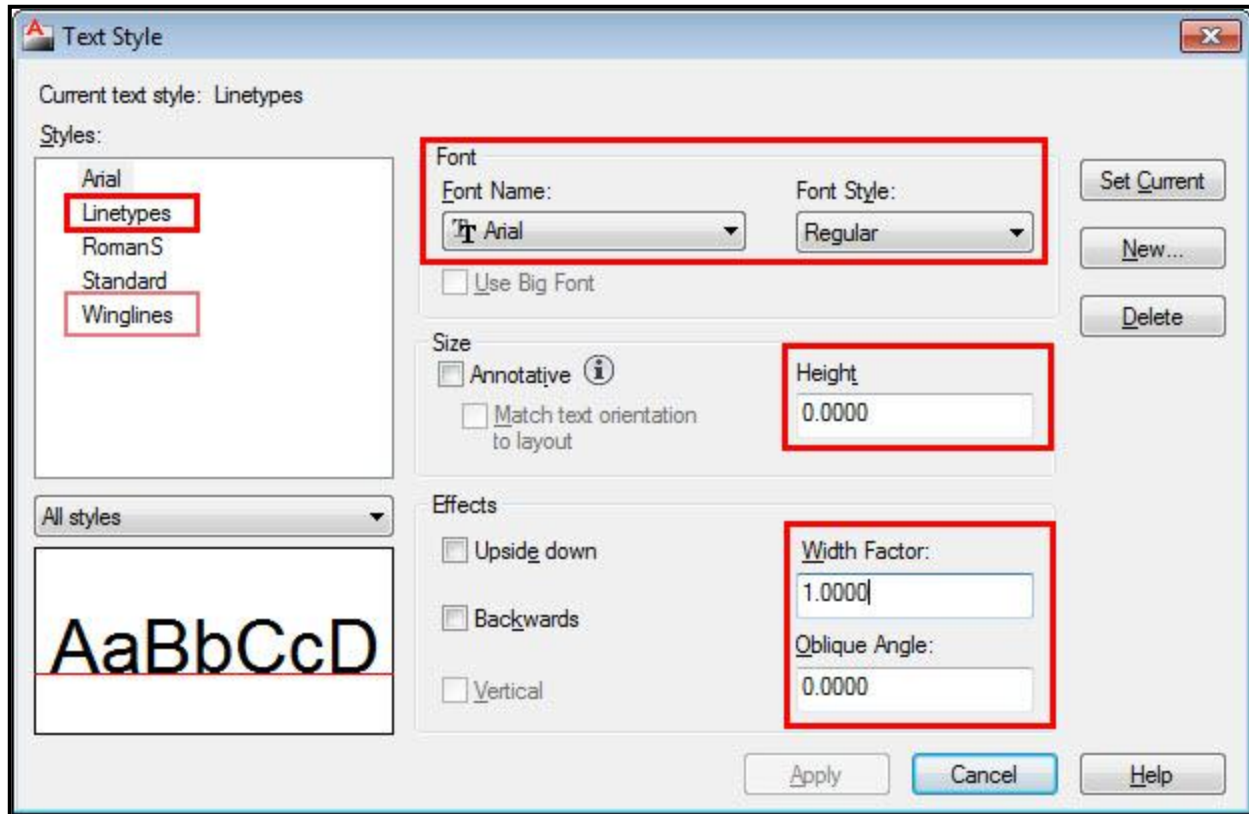 Text Style
Current text style: Linetypes
Styles:
Arial
Linetypes
RomanS
Standard
Winglines
All styles
AaBbCcD
Font
Font Name:
Arial
Font Style:
Regular
Use Big Font
Size
Annotative
Match text orientation
to layout
Height
0.0000
Effects
Upside down
Backwards
Vertical
Width Factor:
1.0000
Oblique Angle:
0.0000
Set Current
New...
Delete
Apply
Cancel
Help